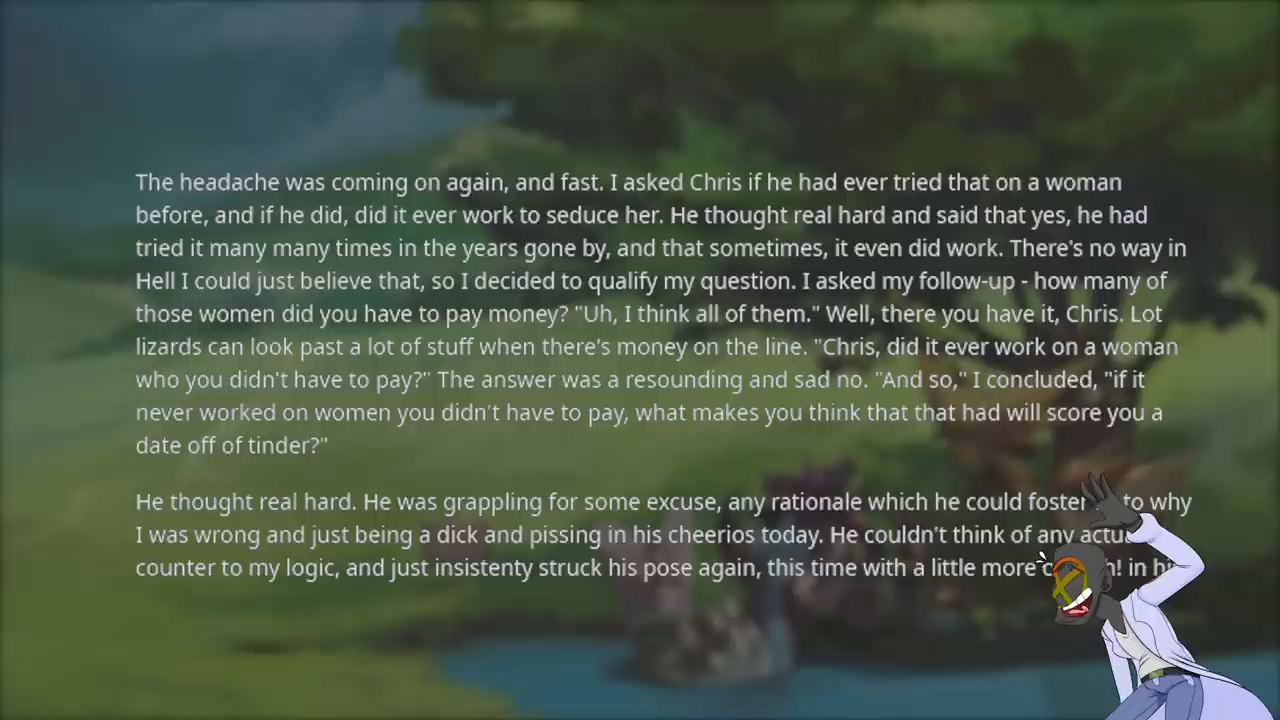 The headache was coming on again, and fast. I asked Chris if he had ever tried that on a woman
before, and if he did, did it ever work to seduce her. He thought real hard and said that yes, he had
tried it many many times in the years gone by, and that sometimes, it even did work. There's no way in
Hell I could just believe that, so I decided to qualify my question. I asked my follow-up - how many of
those women did you have to pay money? "Uh, I think all of them." Well, there you have it, Chris. Lot
lizards can look past a lot of stuff when there's money on the line. "Chris, did it ever work on a woman
who you didn't have to pay?" The answer was a resounding and sad no. "And so," I concluded, "if it
never worked on women you didn't have to pay, what makes you think that that had will score you a
date off of tinder?"
He thought real hard. He was grappling for some excuse, any rationale which he could foster to why
I was wrong and just being a dick and pissing in his cheerios today. He couldn't think of any
counter to my logic, and just insistenty struck his pose again, this time with a little more in